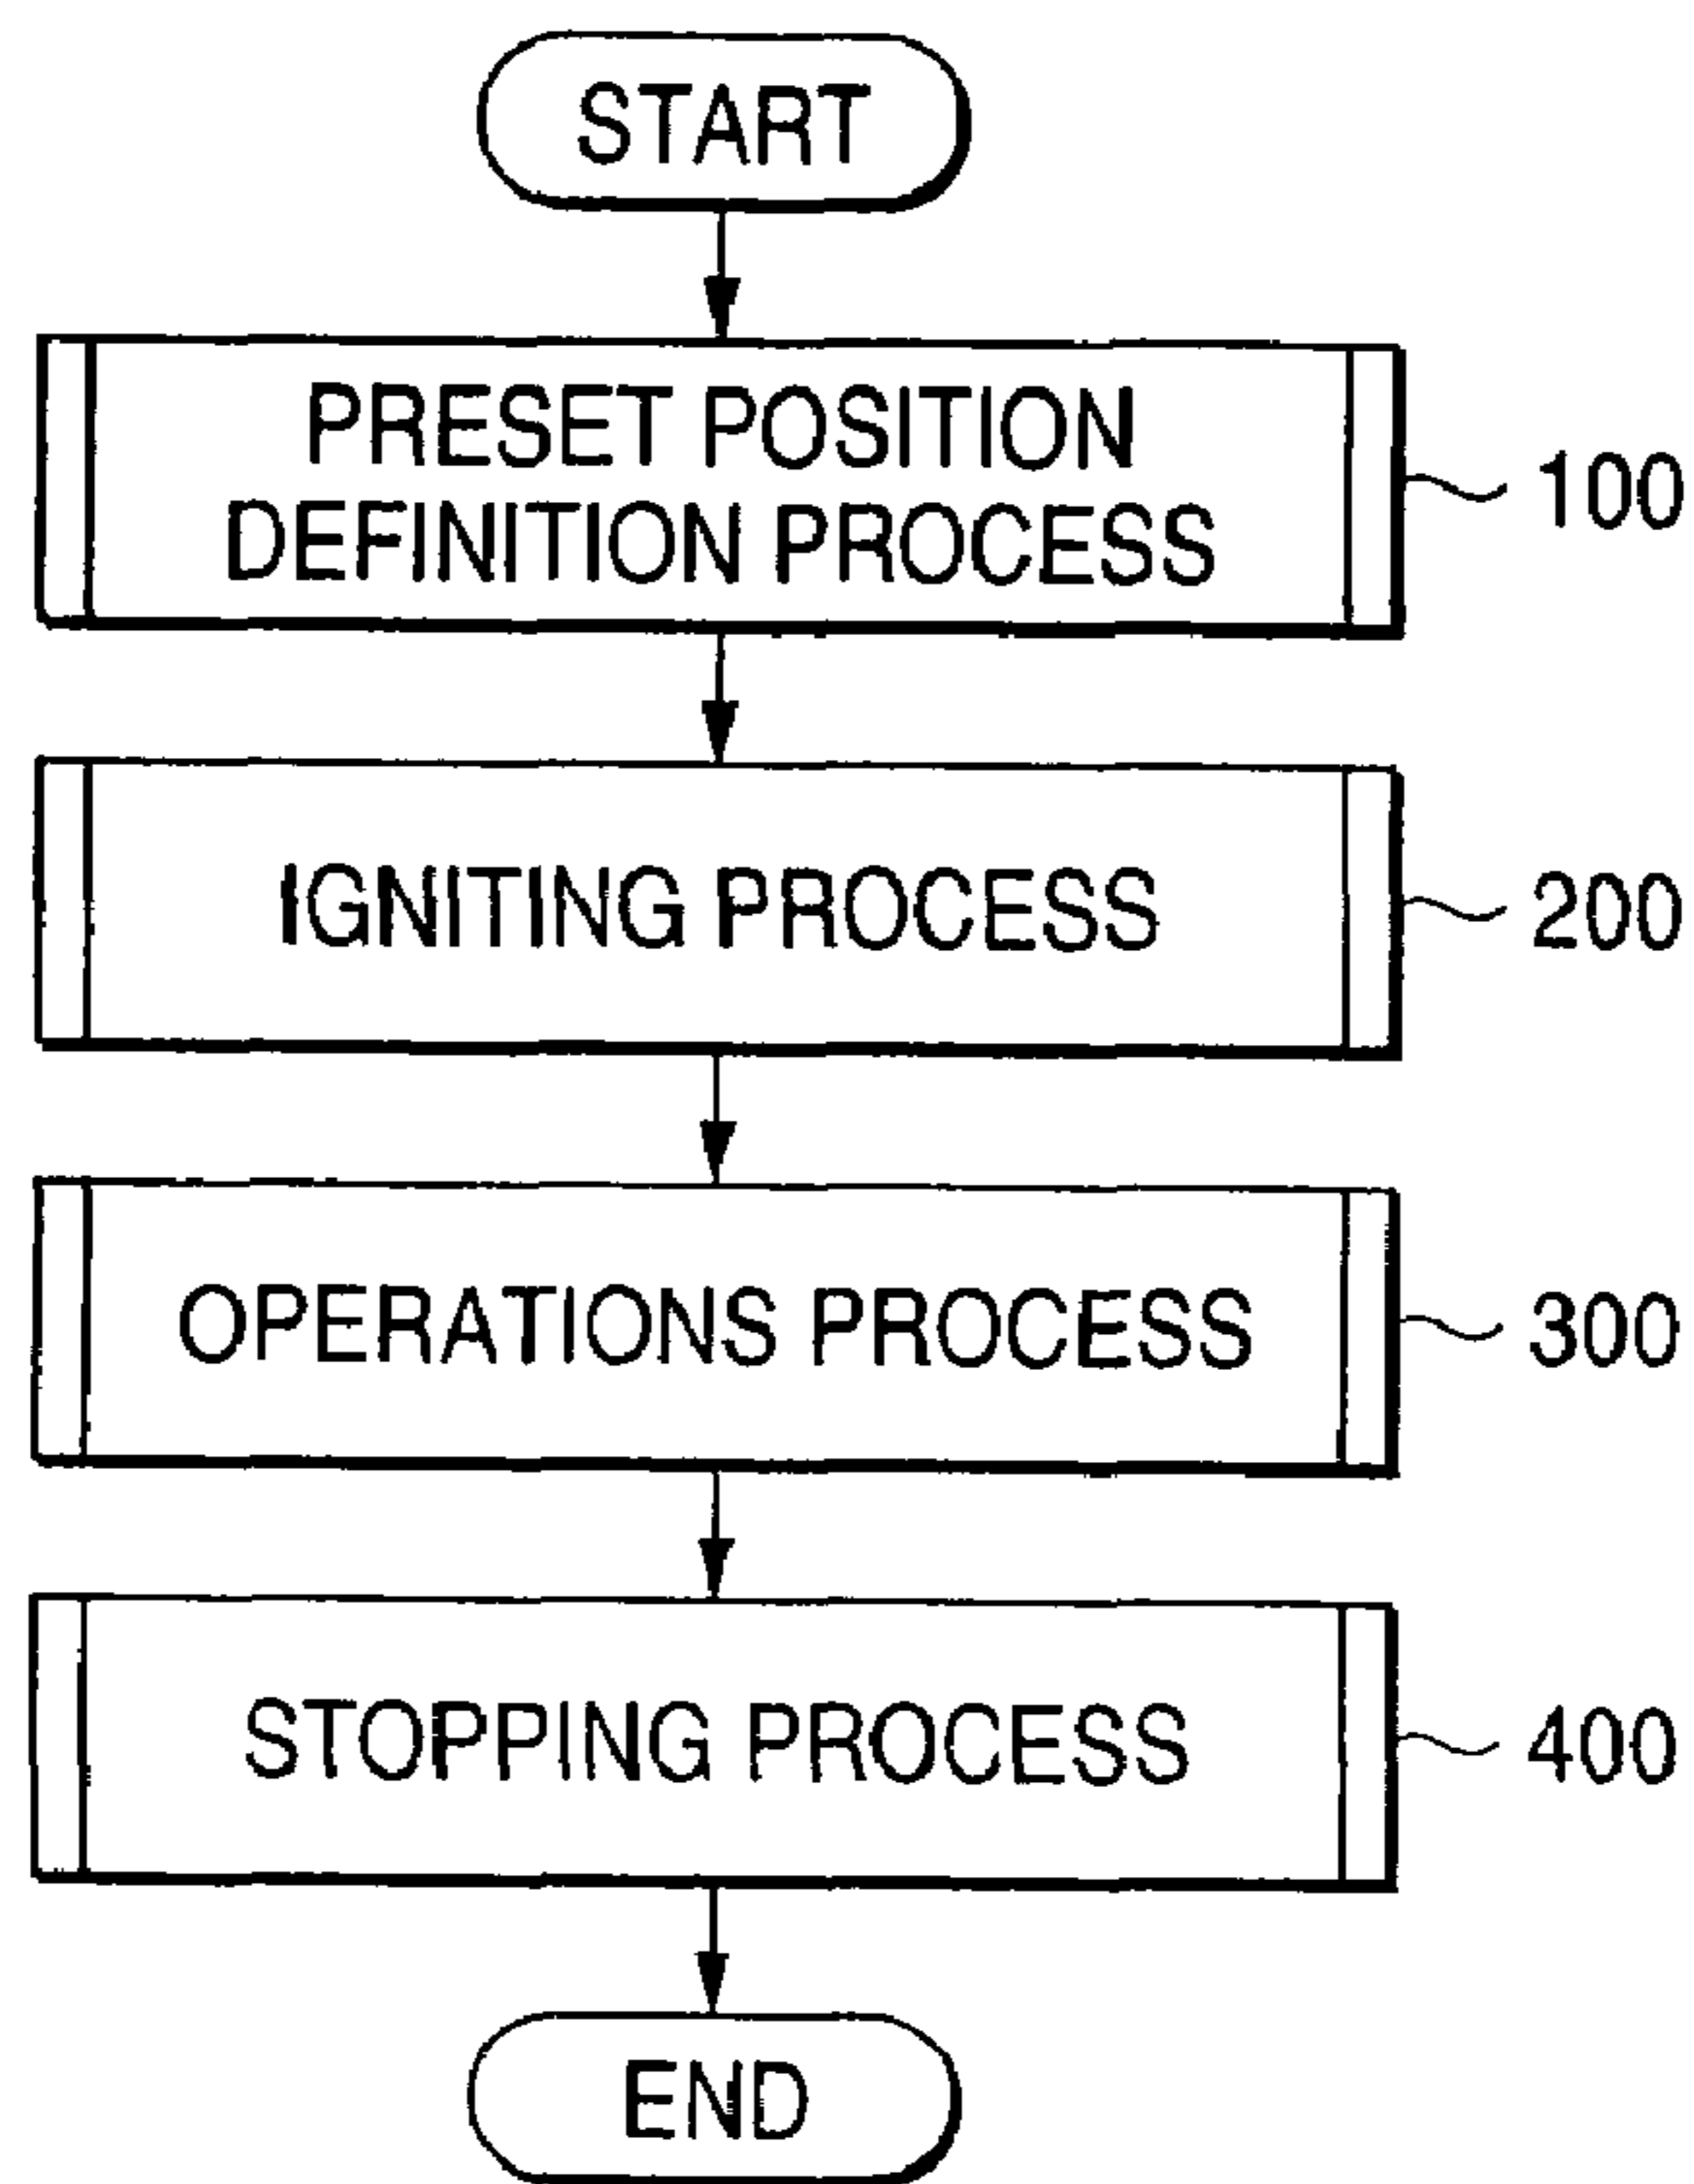 START
PRESET POSITION
DEFINITION PROCESS
100
IGNITING PROCESS
200
OPERATIONS PROCESS
300
STOPPING PROCESS
400
END